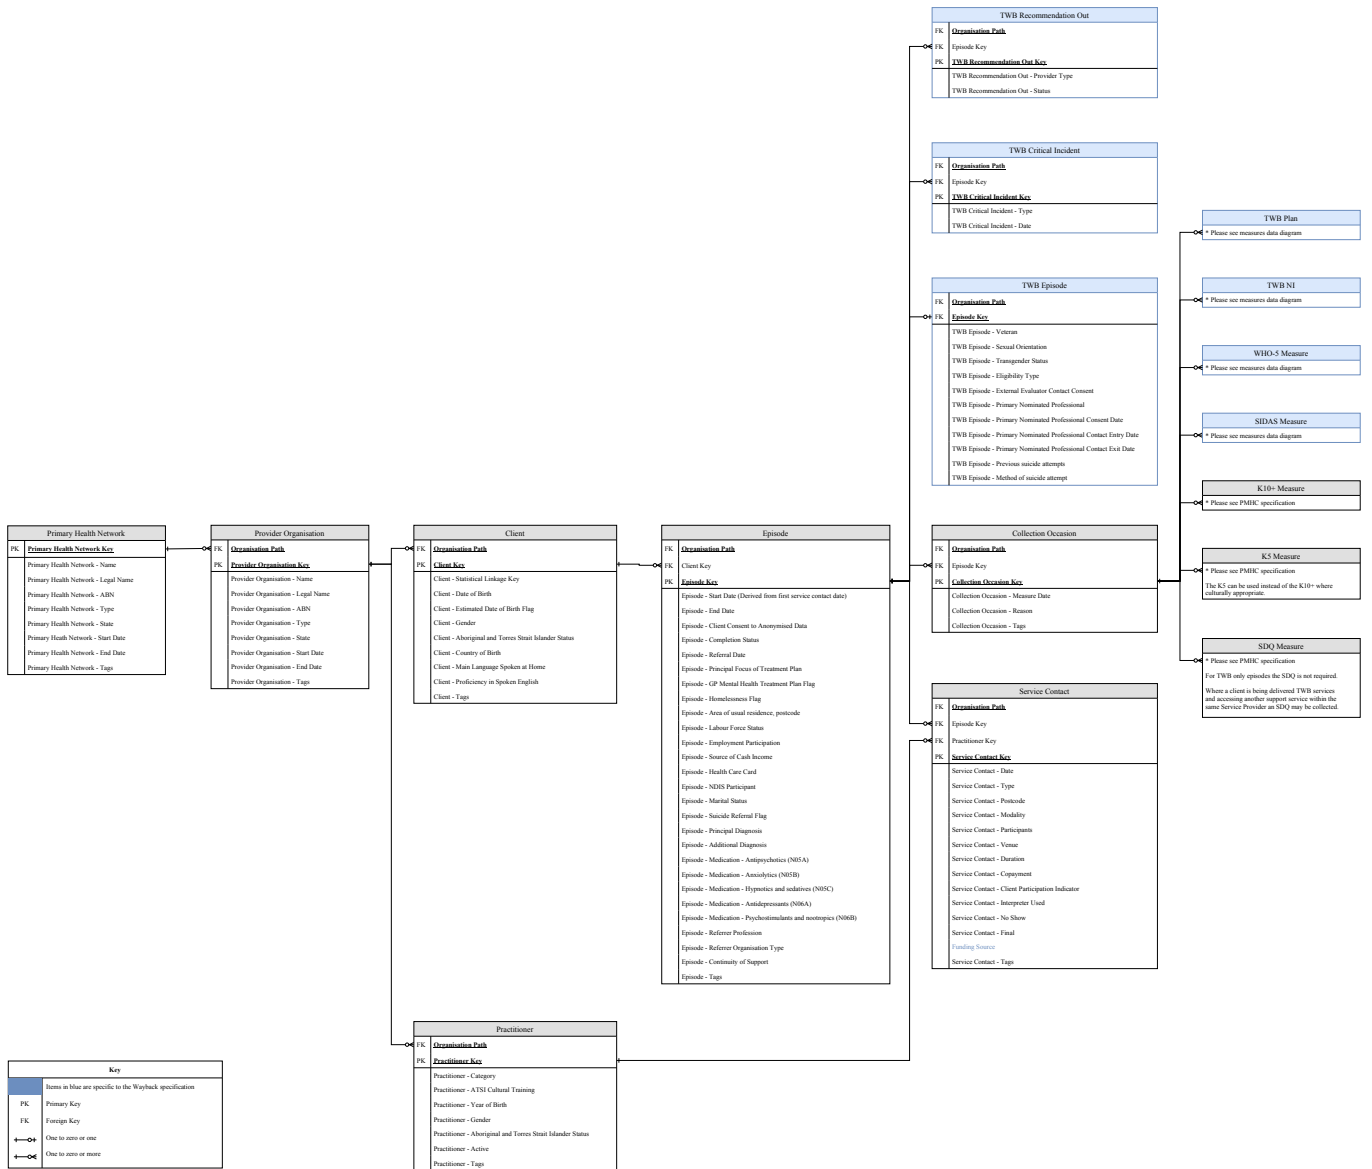 TWB Recommendation Out
FK Organisation Path
FK Episode Key
PK TWB Recommendation Out Key
TWB Recommendation Out - Provider Type
TWB Recommendation Out - Status
TWB Critical Incident
FK Organisation Path
FK Episode Key
PK TWB Critical Incident Key
TWB Critical Incident - Type
TWB Critical Incident - Date
TWB Plan
* Please see measures data diagram
TWB NI
* Please see measures data diagram
WHO-5 Measure
* Please see measures data diagram
SIDAS Measure
* Please see measures data diagram
K10+ Measure
* Please see PMHC specification
K5 Measure
* Please see PMHC specification
The K5 can be used instead of the K10+ where
culturally appropriate.
SDQ Measure
* Please see PMHC specification
For TWB only episodes the SDQ is not required.
Where a client is being delivered TWB services
and accessing another support service within the
same Service Provider an SDQ may be collected.
TWB Episode
FK Organisation Path
FK Episode Key
TWB Episode - Veteran
TWB Episode - Sexual Orientation
TWB Episode - Transgender Status
TWB Episode - Eligibility Type
TWB Episode - External Evaluator Contact Consent
TWB Episode - Primary Nominated Professional
TWB Episode - Primary Nominated Professional Consent Date
TWB Episode - Primary Nominated Professional Contact Entry Date
TWB Episode - Primary Nominated Professional Contact Exit Date
TWB Episode - Previous suicide attempts
TWB Episode - Method of suicide attempt
Primary Health Network
PK Primary Health Network Key
Primary Health Network - Name
Primary Health Network - Legal Name
Primary Health Network - ABN
Primary Health Network - Type
Primary Health Network - State
Primary Heath Network - Start Date
Primary Health Network - End Date
Primary Health Network - Tags
Provider Organisation
FK Organisation Path
PK Provider Organisation Key
Provider Organisation - Name
Provider Organisation - Legal Name
Provider Organisation - ABN
Provider Organisation - Type
Provider Organisation - State
Provider Organisation - Start Date
Provider Organisation - End Date
Provider Organisation - Tags
Client
FK Organisation Path
PK Client Key
Client - Statistical Linkage Key
Client - Date of Birth
Client - Estimated Date of Birth Flag
Client - Gender
Client - Aboriginal and Torres Strait Islander Status
Client - Country of Birth
Client - Main Language Spoken at Home
Client - Proficiency in Spoken English
Client - Tags
Episode
FK Organisation Path
FK Client Key
PK Episode Key
Episode - Start Date (Derived from first service contact date)
Episode - End Date
Episode - Client Consent to Anonymised Data
Episode - Completion Status
Episode - Referral Date
Episode - Principal Focus of Treatment Plan
Episode - GP Mental Health Treatment Plan Flag
Episode - Homelessness Flag
Episode - Area of usual residence, postcode
Episode - Labour Force Status
Episode - Employment Participation
Episode - Source of Cash Income
Episode - Health Care Card
Episode - NDIS Participant
Episode - Marital Status
Episode - Suicide Referral Flag
Episode - Principal Diagnosis
Episode - Additional Diagnosis
Episode - Medication - Antipsychotics (N05A)
Episode - Medication - Anxiolytics (N05B)
Episode - Medication - Hypnotics and sedatives (N05C)
Episode - Medication - Antidepressants (N06A)
Episode - Medication - Psychostimulants and nootropics (N06B)
Episode - Referrer Profession
Episode - Referrer Organisation Type
Episode - Continuity of Support
Episode - Tags
Collection Occasion
FK Organisation Path
FK Episode Key
PK Collection Occasion Key
Collection Occasion - Measure Date
Collection Occasion - Reason
Collection Occasion - Tags
Service Contact
FK Organisation Path
FK Episode Key
FK Practitioner Key
PK Service Contact Key
Service Contact - Date
Service Contact - Type
Service Contact - Postcode
Service Contact - Modality
Service Contact - Participants
Service Contact - Venue
Service Contact - Duration
Service Contact - Copayment
Service Contact - Client Participation Indicator
Service Contact - Interpreter Used
Service Contact - No Show
Service Contact - Final
Funding Source
Service Contact - Tags
Practitioner
FK Organisation Path
PK Practitioner Key
Practitioner - Category
Practitioner - ATSI Cultural Training
Practitioner - Year of Birth
Practitioner - Gender
Practitioner - Aboriginal and Torres Strait Islander Status
Practitioner - Active
Practitioner - Tags
Key
Items in blue are specific to the Wayback specification
PK Primary Key
FK Foreign Key
One to zero or one
One to zero or more